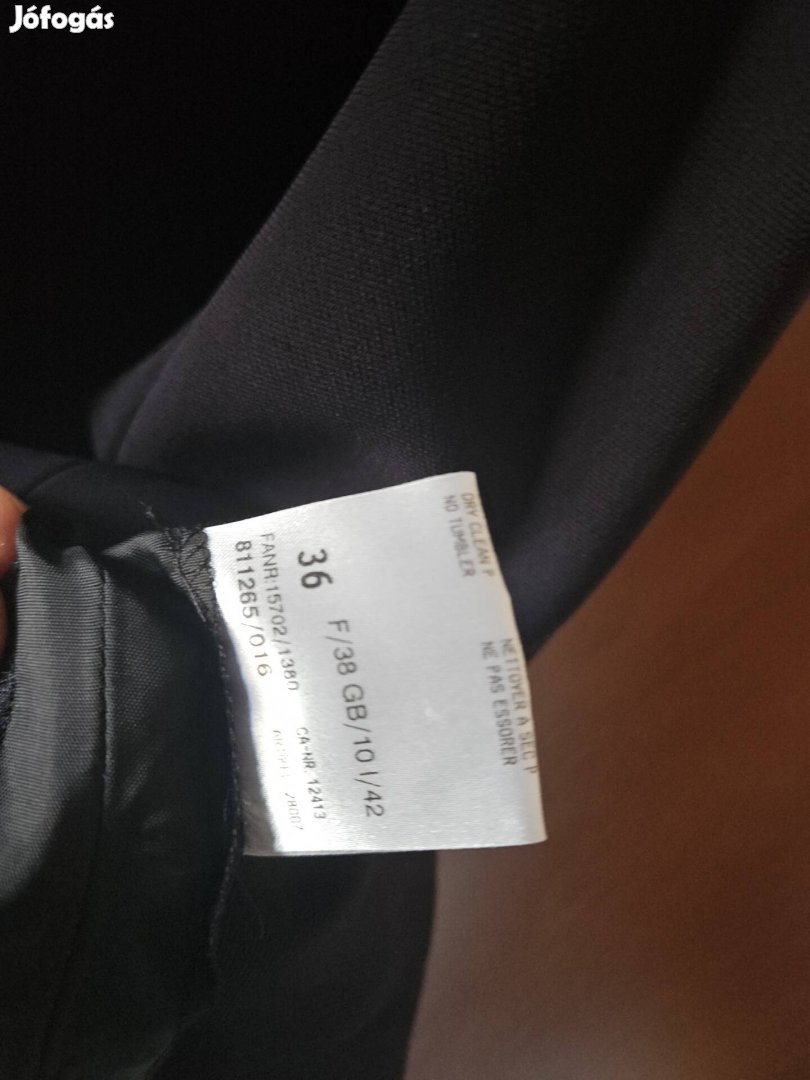 Jófogás
DRY CLEAN P
NO TUMBLER
NETTOYER A SEC P
NE PAS ESSORER
36 F/38 GB/10 I/42
FANR:15702/1380 CA-NR. 12413
811265/016